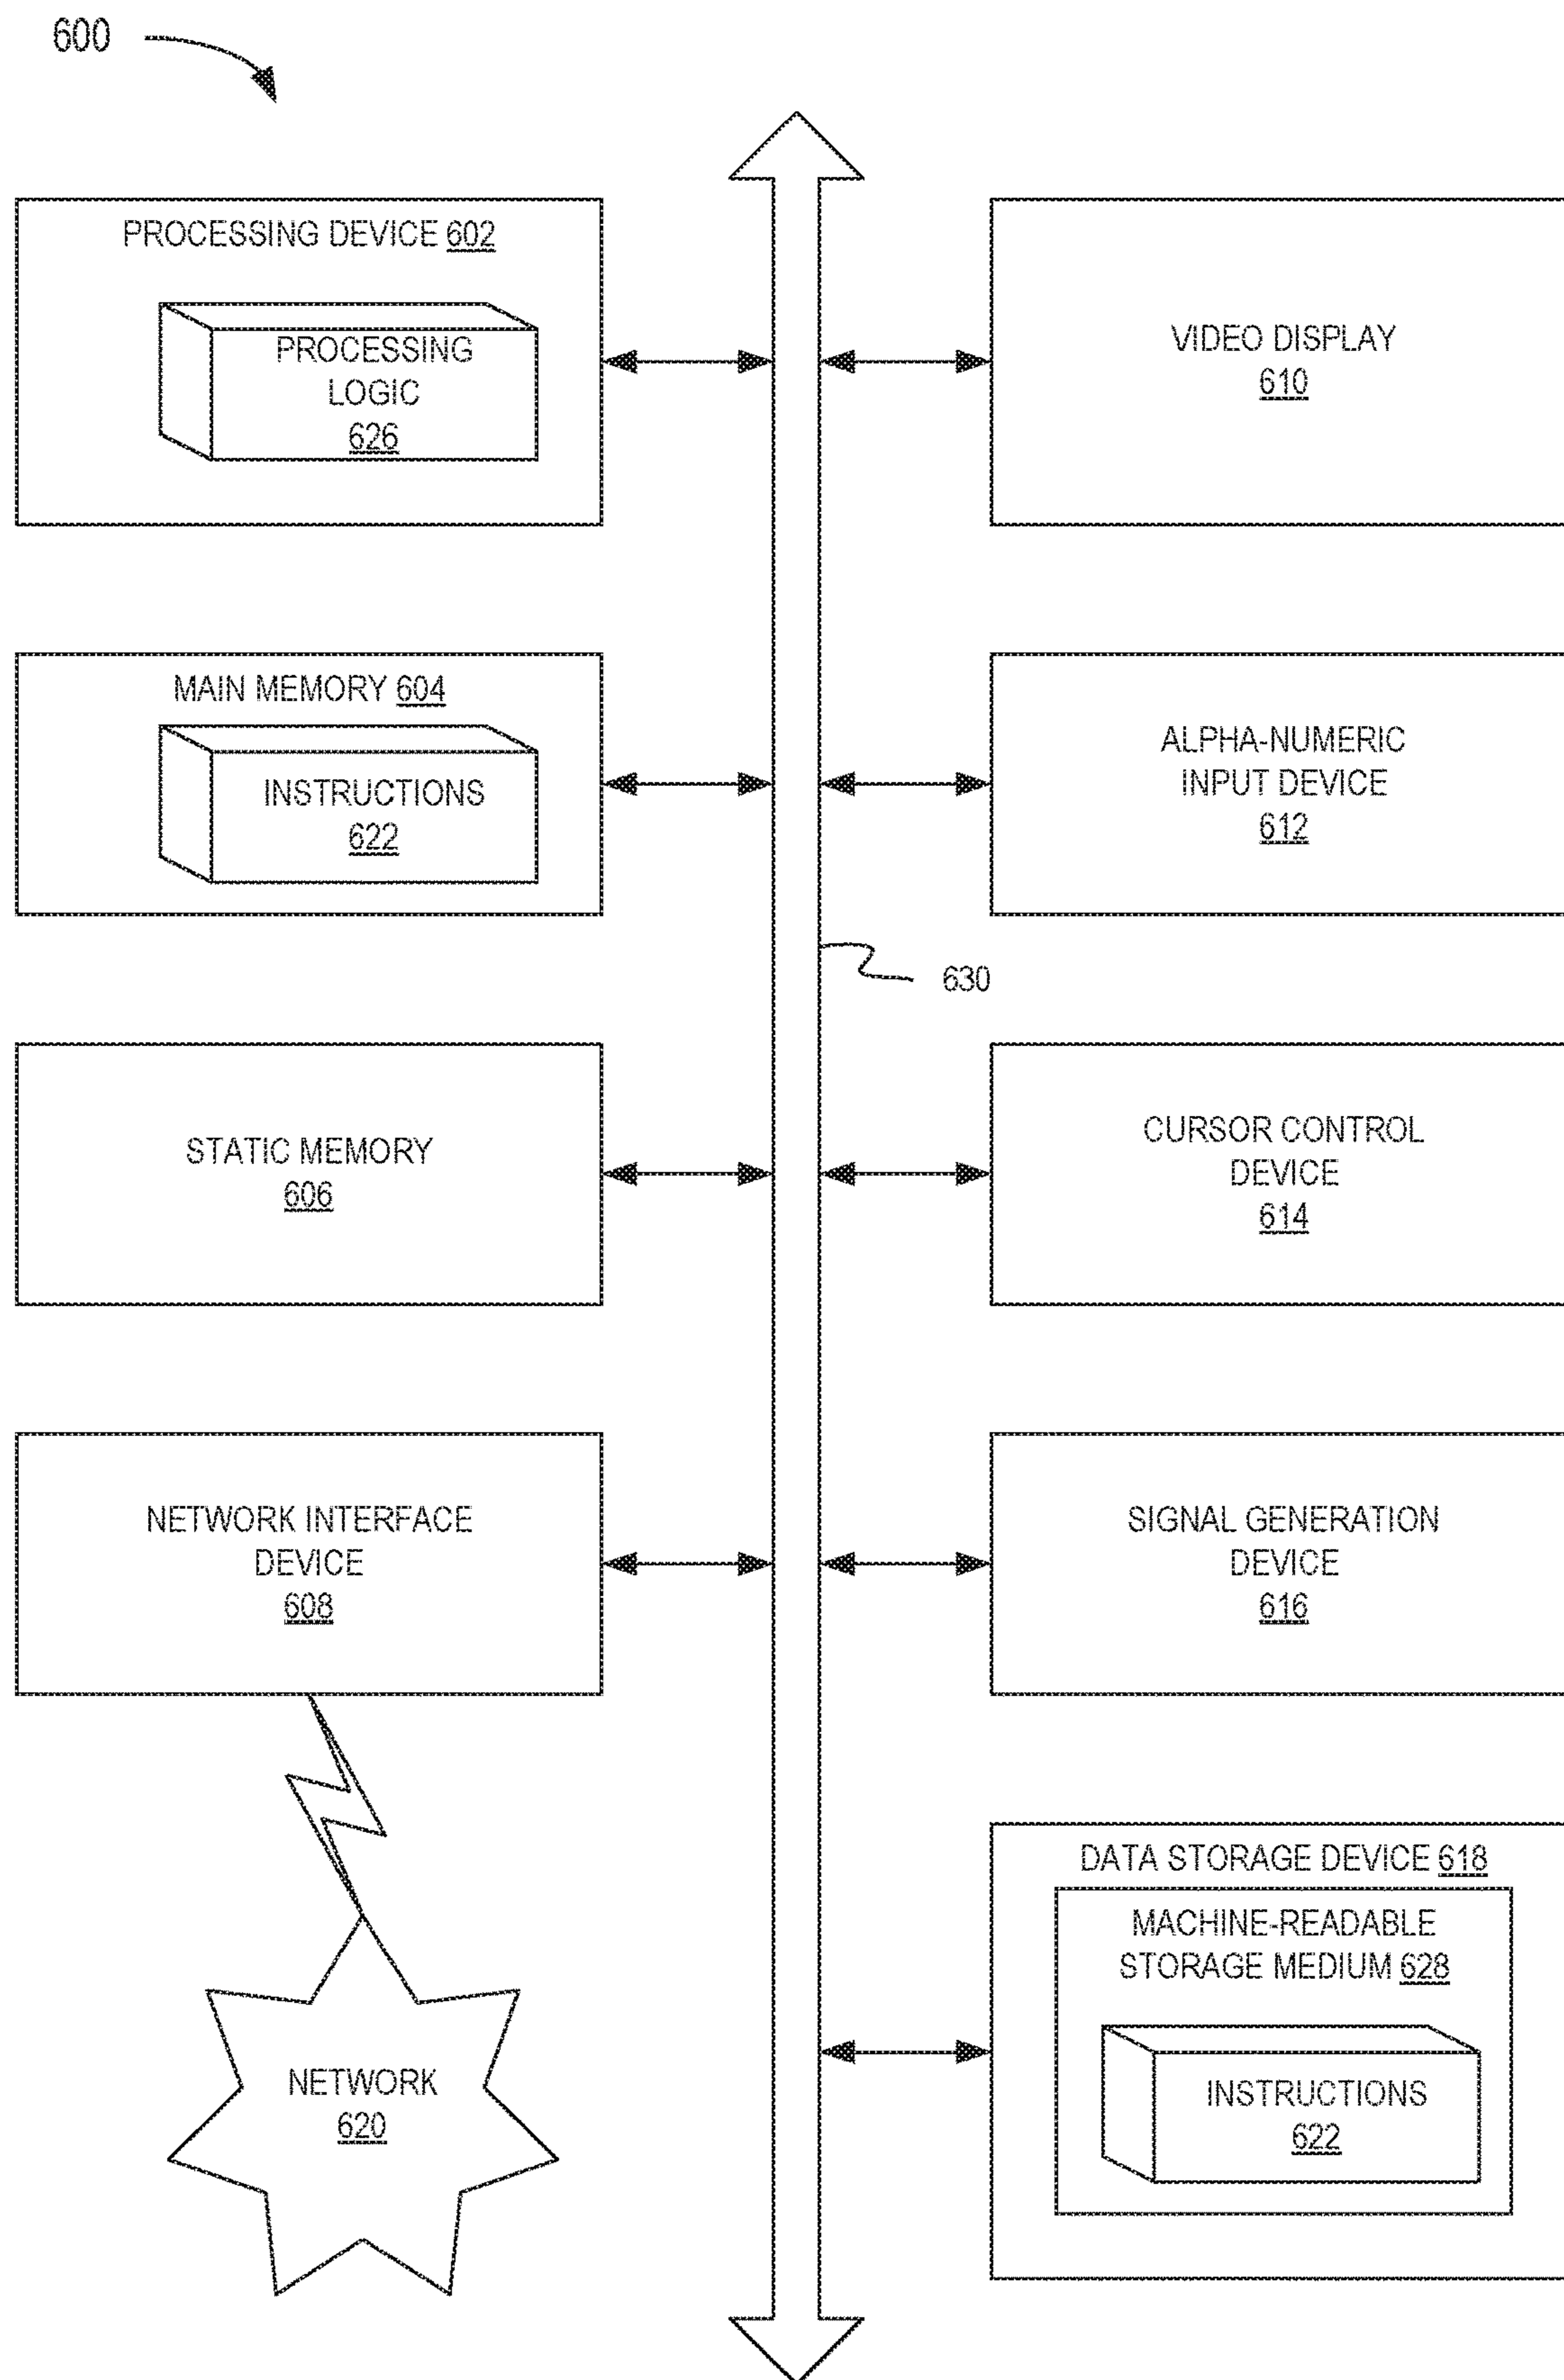 600
PROCESSING DEVICE 602
PROCESSING
LOGIC
626
VIDEO DISPLAY
610
MAIN MEMORY 604
INSTRUCTIONS
622
ALPHA-NUMERIC
INPUT DEVICE
612
630
STATIC MEMORY
606
CURSOR CONTROL
DEVICE
614
NETWORK INTERFACE
DEVICE
608
SIGNAL GENERATION
DEVICE
616
DATA STORAGE DEVICE 618
MACHINE-READABLE
STORAGE MEDIUM 628
INSTRUCTIONS
622
NETWORK
620